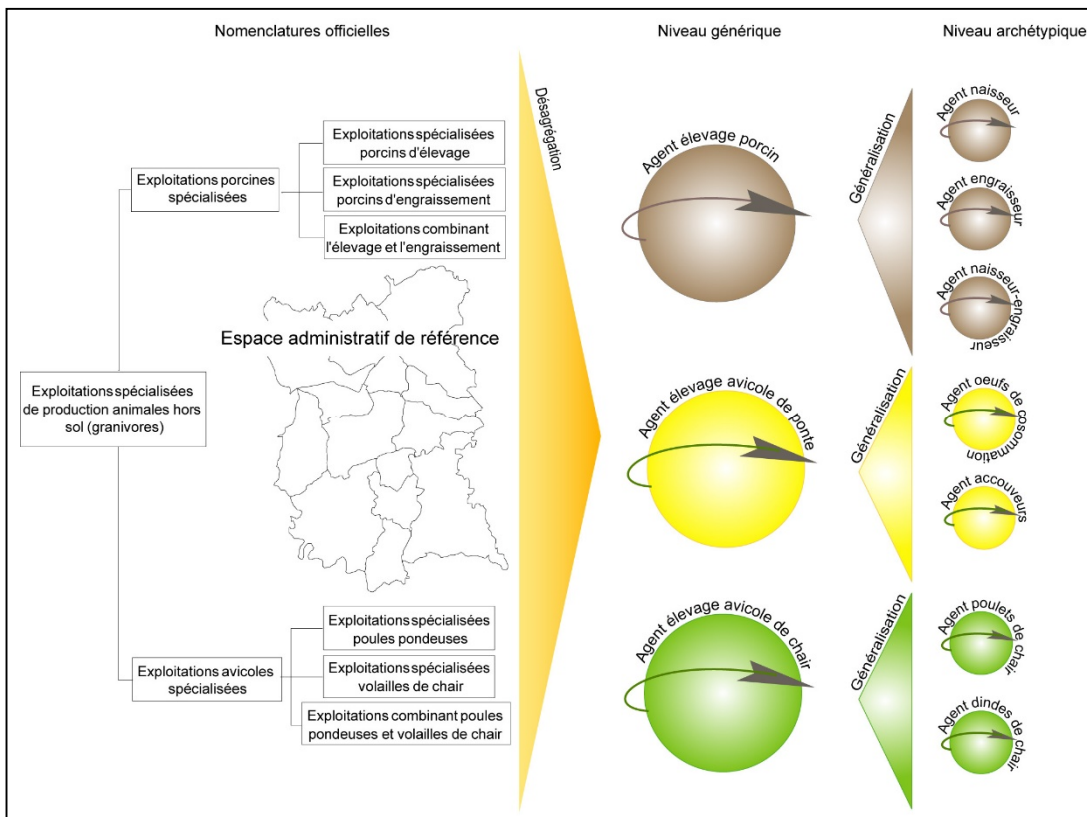 Nomenclatures officielles
Niveau générique
Niveau archétypique
Désagrégation
Exploitations spécialisées
porcins d'élevage
Exploitations porcines
spécialisées
Exploitations spécialisées
porcins d'engraissement
Exploitations combinant
l'élevage et l'engraissement
Espace administratif de référence
Exploitations spécialisées
de production animales hors
sol (granivores)
Exploitations spécialisées
poules pondeuses
Exploitations avicoles
spécialisées
Exploitations spécialisées
volailles de chair
Exploitations combinant poules
pondeuses et volailles de chair
Agent élevage porcin
Généralisation
Agent naisseur
Agent engraisseur
Agent naisseur-engraisseur
Agent élevage avicole de ponte
Généralisation
Agent oeufs de cosommation
Agent accouveurs
Agent élevage avicole de chair
Généralisation
Agent poulets de chair
Agent dindes de chair